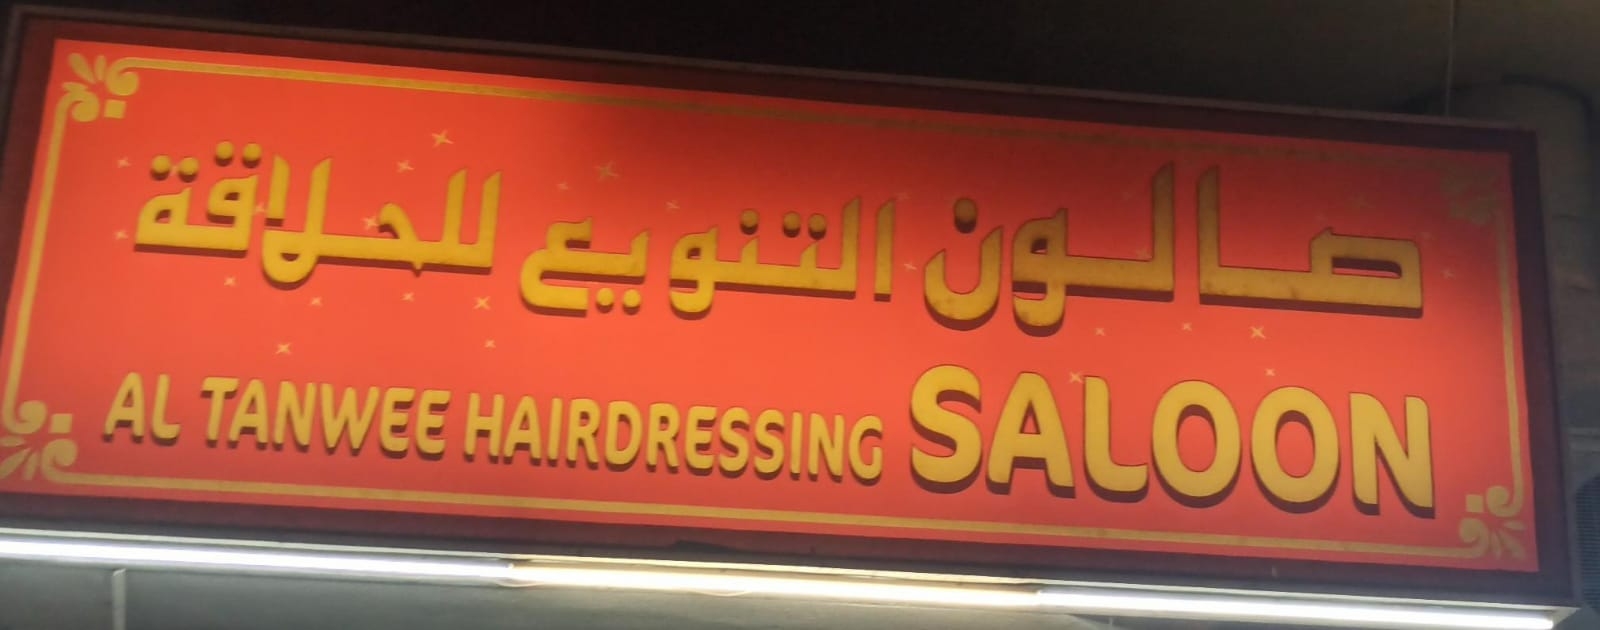 صالون التنويع للحلاقة
AL TANWEE HAIRDRESSING SALOON